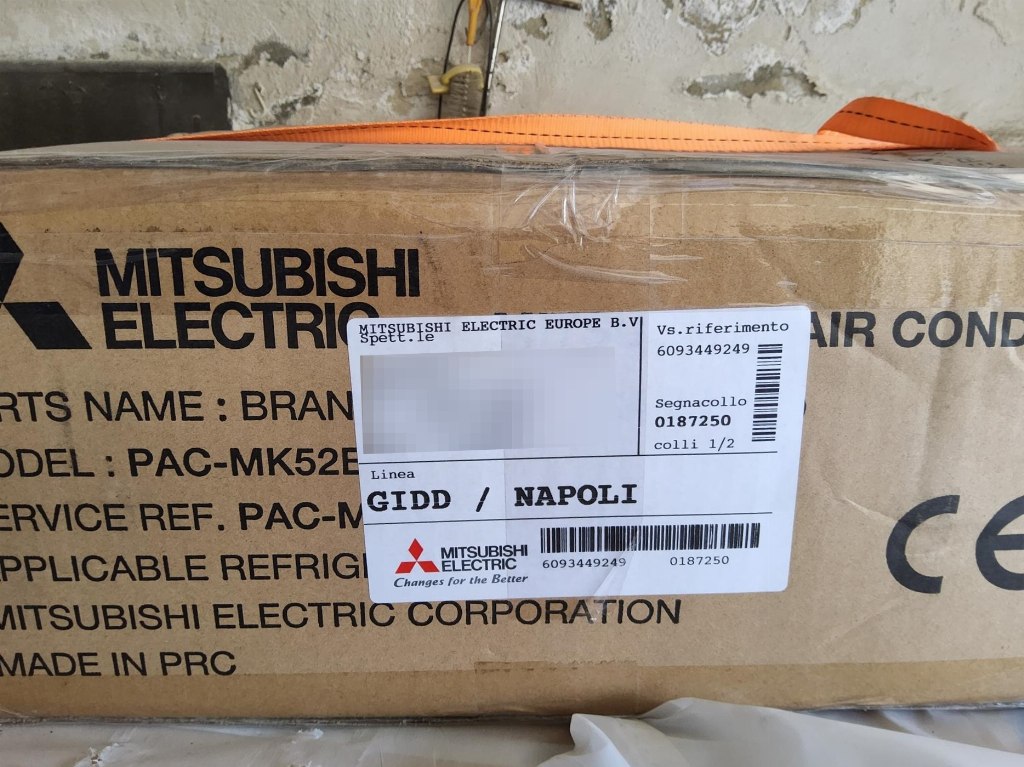 MITSUBISHI
ELECTRIC
AIR COND
RTS NAME : BRAN
ODEL : PAC-MK52
ERVICE REF. PAC-M
PPLICABLE REFRIG
MITSUBISHI ELECTRIC CORPORATION
MADE IN PRC
CE
MITSUBISHI ELECTRIC EUROPE B.V
Spett.le
Vs.riferimento
6093449249
Segnacollo
0187250
colli 1/2
Linea
GIDD / NAPOLI
MITSUBISHI
ELECTRIC
Changes for the Better
6093449249 0187250